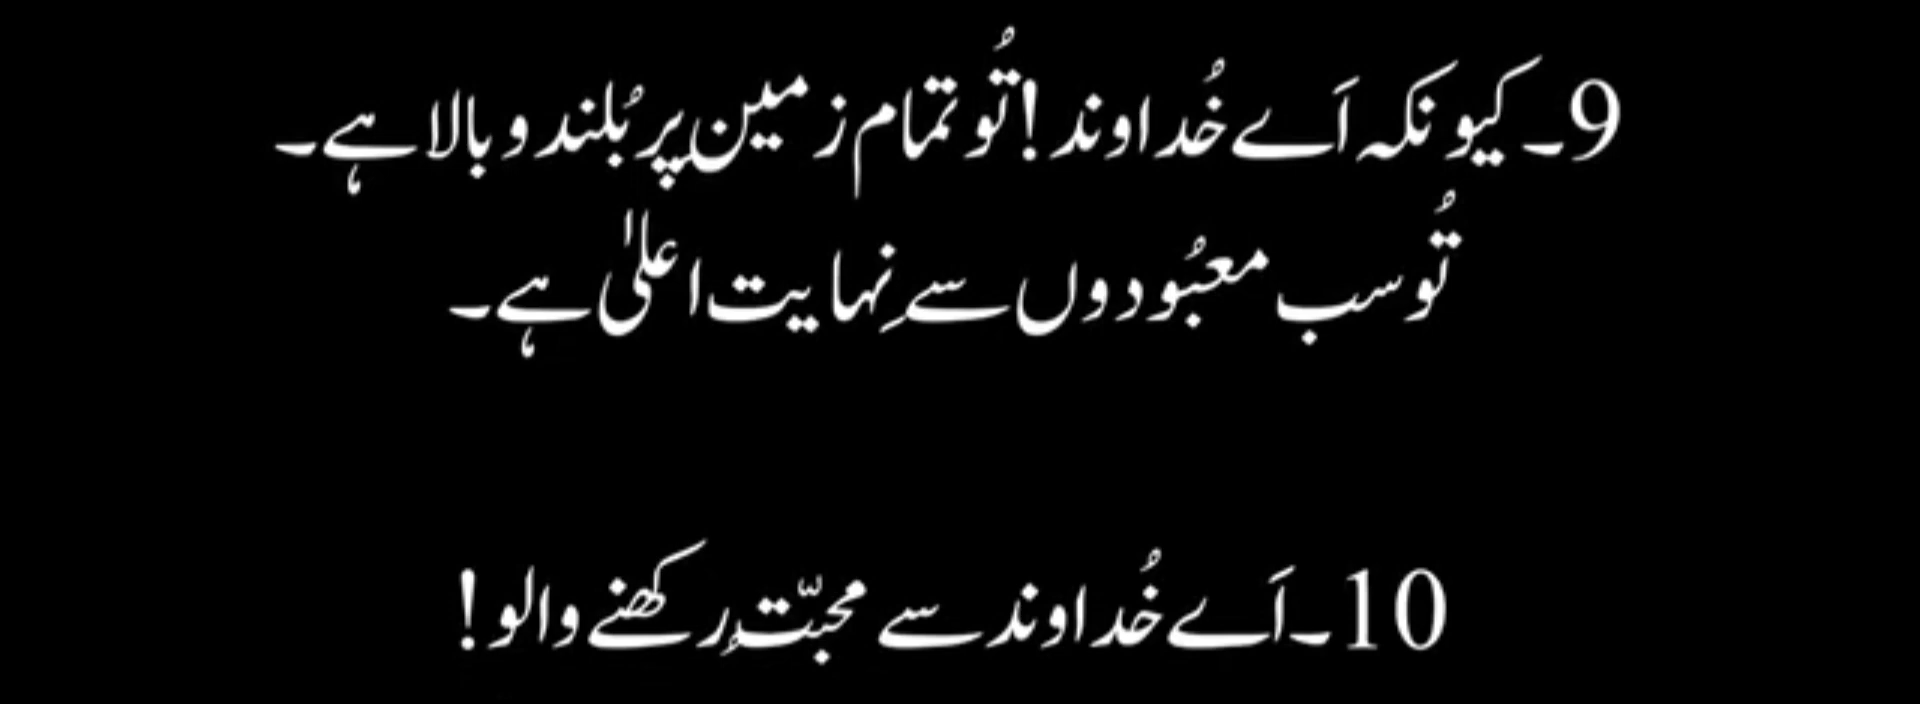 9۔کیونکہ اَے خُداوند!تُو تمام زمین پر بُلند و بالا ہے۔
تُو سب معبُودوں سے نِہایت اعلیٰ ہے۔
10۔اَے خُداوند سے محبّت رکھنے والو!